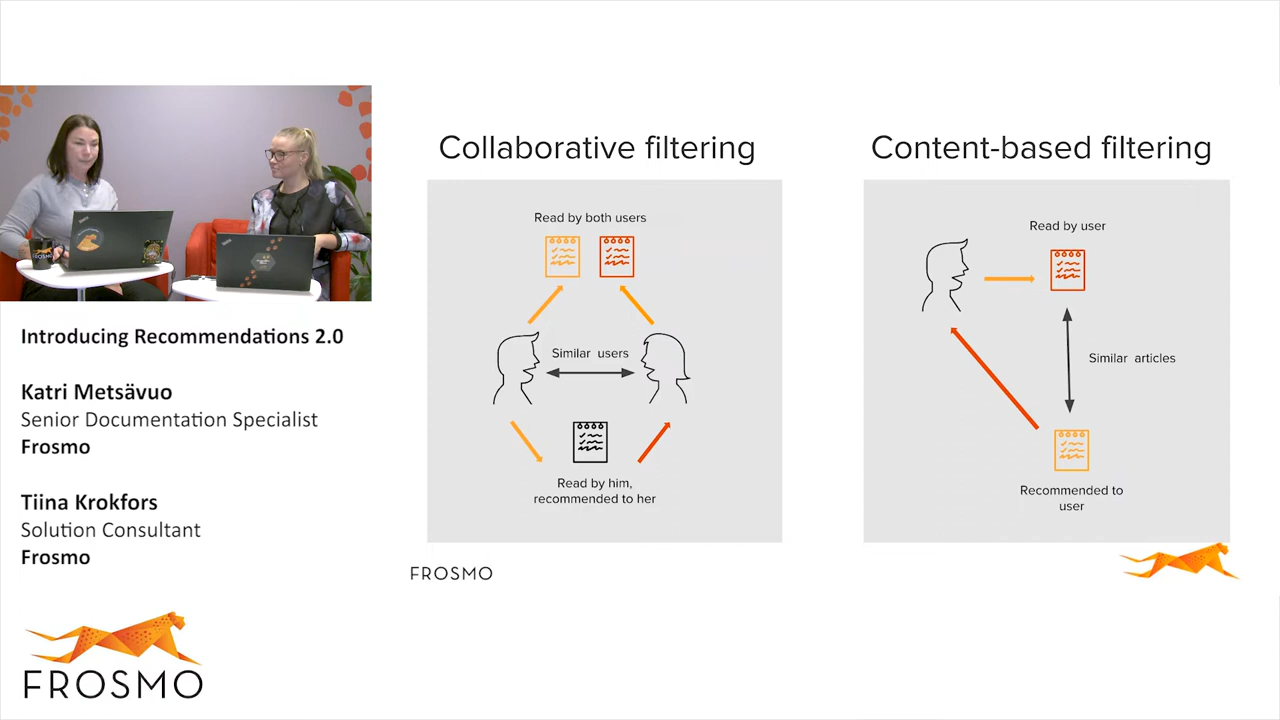 Introducing Recommendations 2.0
Katri Metsävuo
Senior Documentation Specialist
Frosmo
Tiina Krokfors
Solution Consultant
Frosmo
FROSMO
Collaborative filtering
Read by both users
Similar users
Read by him,
recommended to her
FROSMO
Content-based filtering
Read by user
Similar articles
Recommended to
user
FROSMO